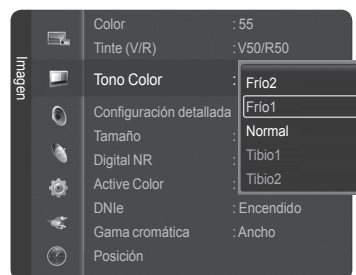 Imagen
Color : 55
Tinte (V/R) : V50/R50
Tono Color :
Frío2
Frío1
Normal
Tibio1
Tibio2
Configuración detallada
Tamaño :
Digital NR :
Active Color :
DNIe : Encendido
Gama cromática : Ancho
Posición